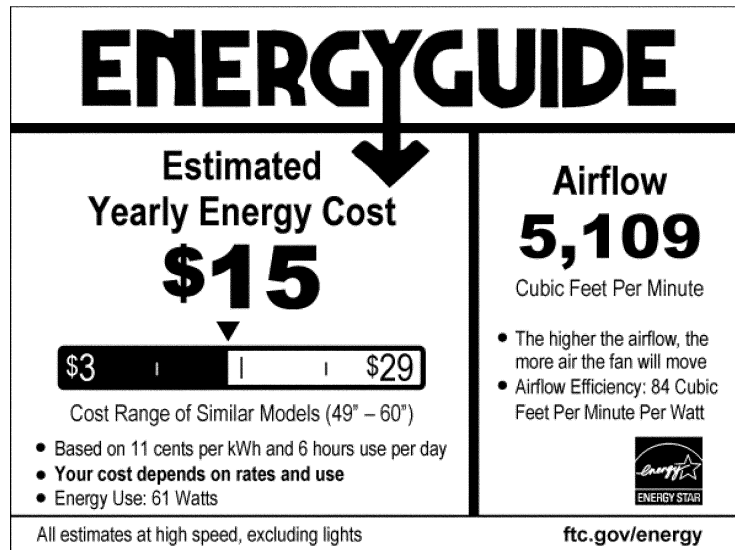 ENERGYGUIDE
Estimated
Yearly Energy Cost
$15
$3
$29
Cost Range of Similar Models (49” – 60”)
• Based on 11 cents per kWh and 6 hours use per day
• Your cost depends on rates and use
• Energy Use: 61 Watts
Airflow
5,109
Cubic Feet Per Minute
• The higher the airflow, the
more air the fan will move
• Airflow Efficiency: 84 Cubic
Feet Per Minute Per Watt
energy
ENERGY STAR
All estimates at high speed, excluding lights
ftc.gov/energy